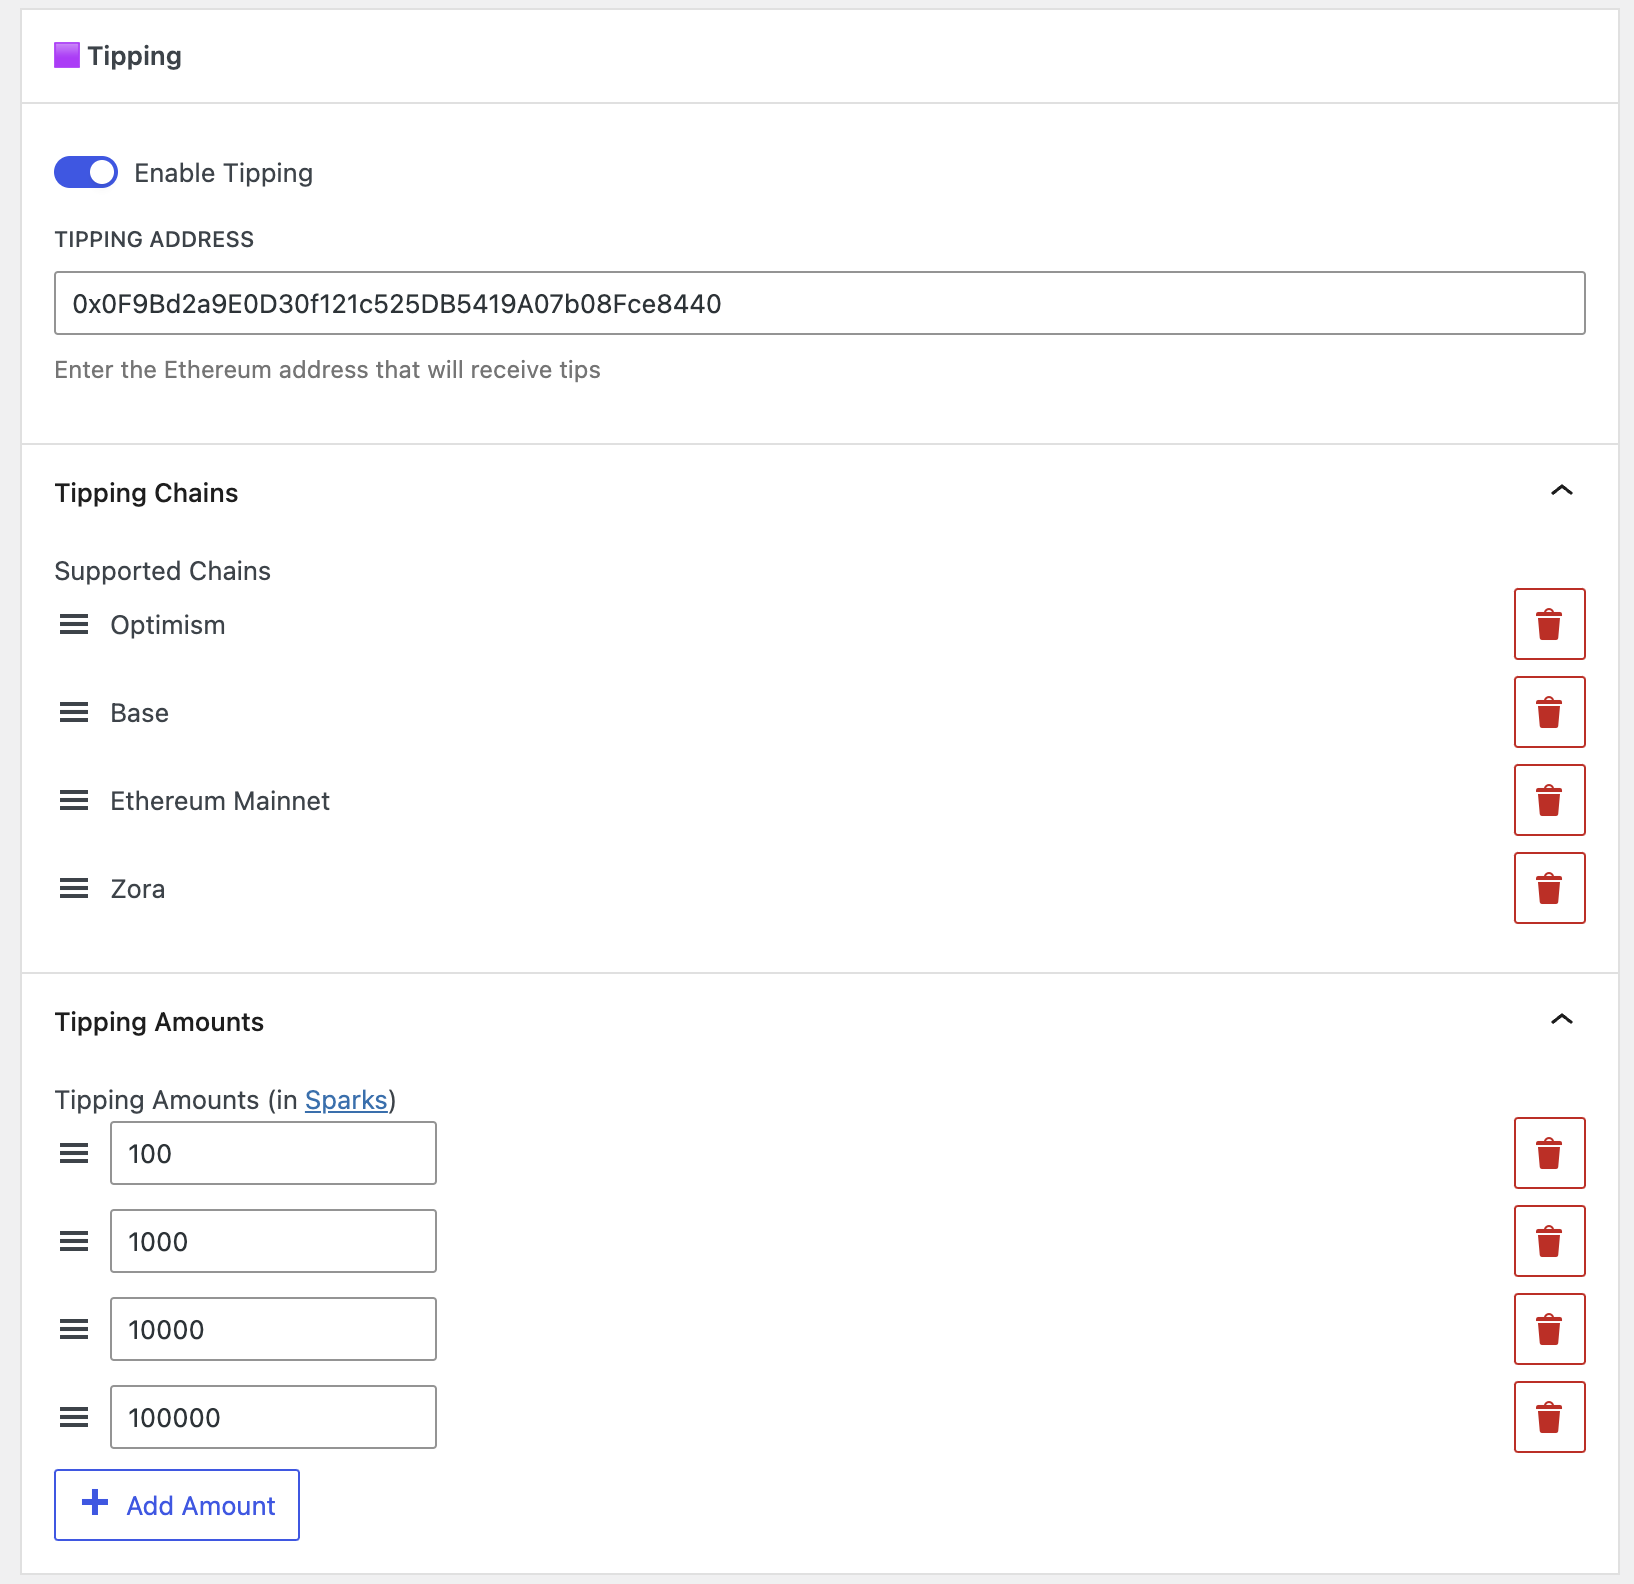 Tipping
Enable Tipping
TIPPING ADDRESS
0x0F9Bd2a9E0D30f121c525DB5419A07b08Fce8440
Enter the Ethereum address that will receive tips
Tipping Chains
Supported Chains
Optimism
Base
Ethereum Mainnet
Zora
Tipping Amounts
Tipping Amounts (in Sparks)
100
1000
10000
100000
Add Amount